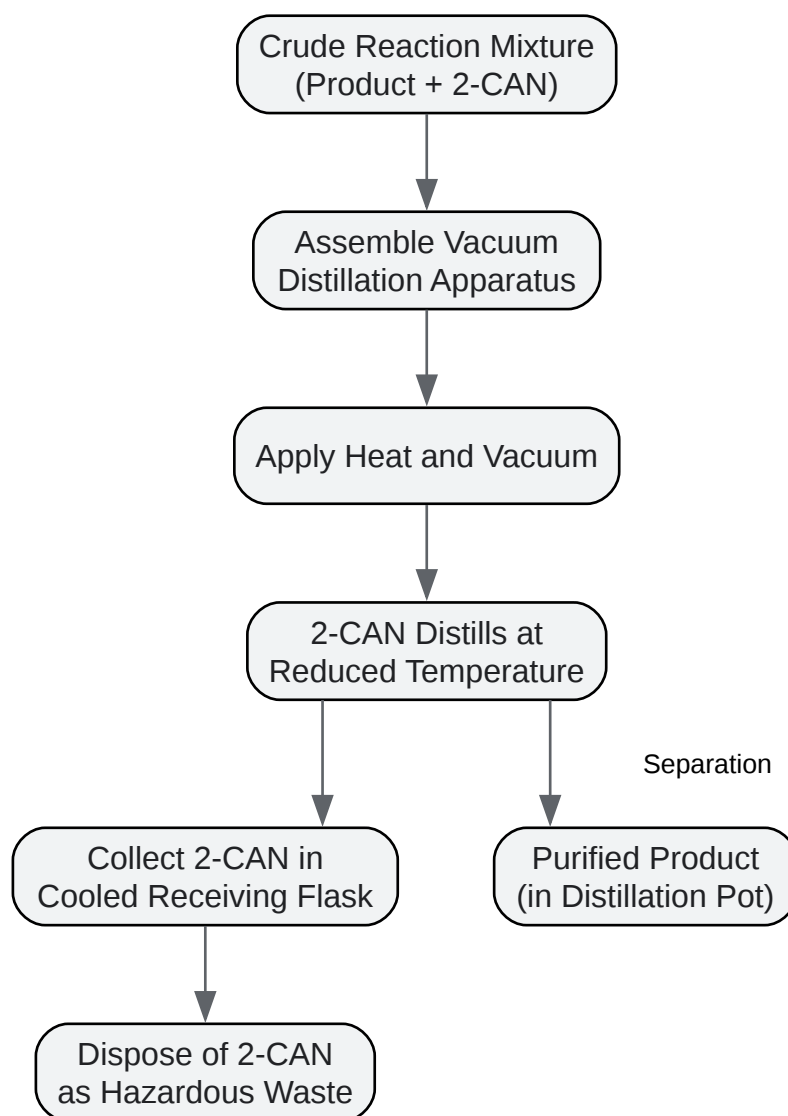 Crude Reaction Mixture
(Product + 2-CAN)
Assemble Vacuum
Distillation Apparatus
Apply Heat and Vacuum
2-CAN Distills at
Reduced Temperature
Separation
Collect 2-CAN in
Cooled Receiving Flask
Purified Product
(in Distillation Pot)
Dispose of 2-CAN
as Hazardous Waste